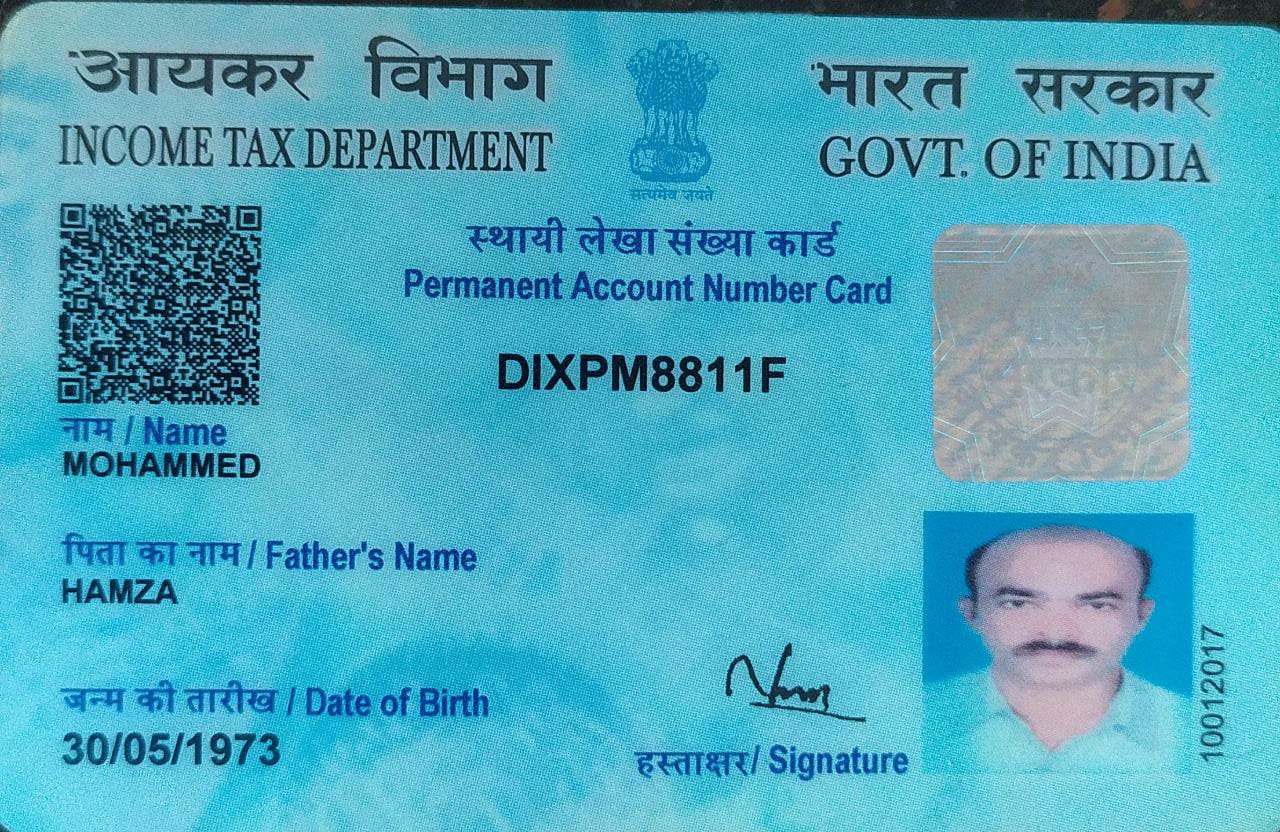 आयकर विभाग
INCOME TAX DEPARTMENT
सत्यमेव जयते
भारत सरकार
GOVT. OF INDIA
स्थायी लेखा संख्या कार्ड
Permanent Account Number Card
DIXPM8811F
नाम / Name
MOHAMMED
पिता का नाम / Father's Name
HAMZA
जन्म की तारीख / Date of Birth
30/05/1973
हस्ताक्षर/ Signature
10012017